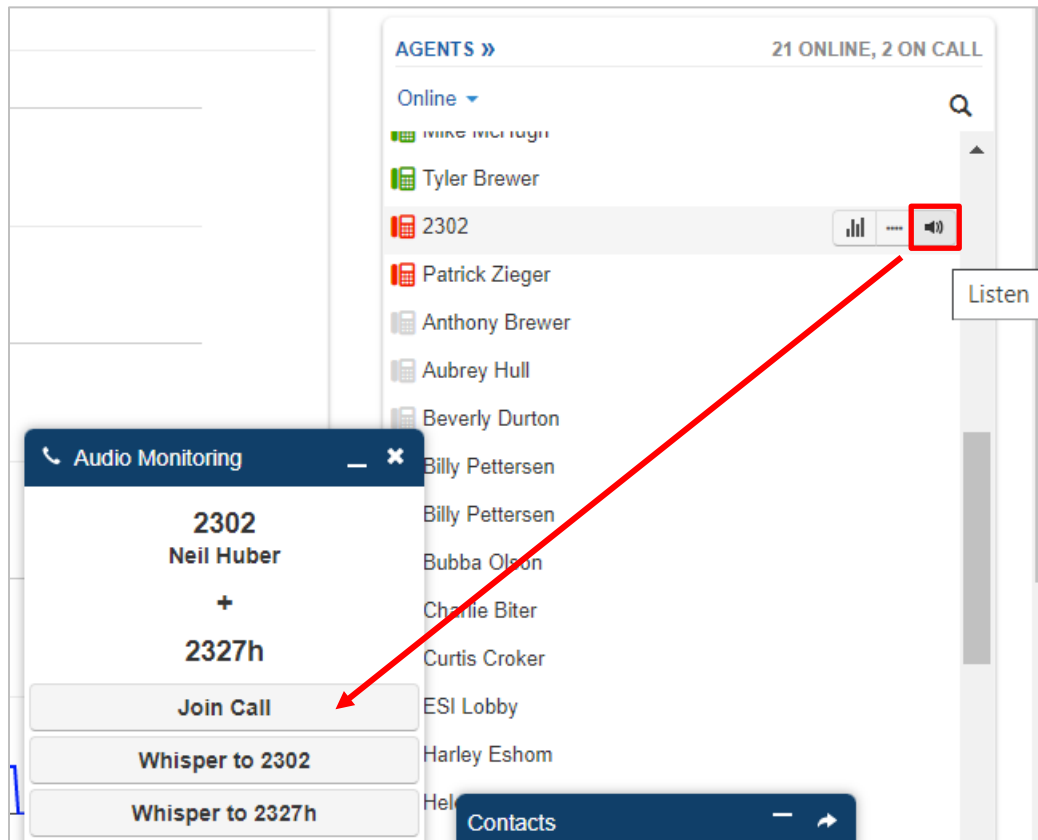 AGENTS » 21 ONLINE, 2 ON CALL
Online
Mike McHugh
Tyler Brewer
2302
Listen
Patrick Zieger
Anthony Brewer
Aubrey Hull
Beverly Durton
Billy Pettersen
Billy Pettersen
Bubba Olson
Charlie Biter
Curtis Croker
ESI Lobby
Harley Eshom
Audio Monitoring
2302
Neil Huber
+
2327h
Join Call
Whisper to 2302
Whisper to 2327h
Contacts